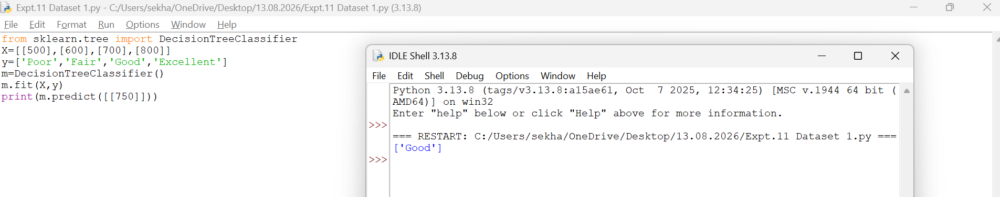 Expt.11 Dataset 1.py - C:/Users/sekha/OneDrive/Desktop/13.08.2026/Expt.11 Dataset 1.py (3.13.8)
File Edit Format Run Options Window Help
from sklearn.tree import DecisionTreeClassifier
X=[[500],[600],[700],[800]]
y=['Poor','Fair','Good','Excellent']
m=DecisionTreeClassifier()
m.fit(X,y)
print(m.predict([[750]]))
IDLE Shell 3.13.8
File Edit Shell Debug Options Window Help
Python 3.13.8 (tags/v3.13.8:a15ae61, Oct  7 2025, 12:34:25) [MSC v.1944 64 bit (
AMD64)] on win32
Enter "help" below or click "Help" above for more information.
>>>
=== RESTART: C:/Users/sekha/OneDrive/Desktop/13.08.2026/Expt.11 Dataset 1.py ===
['Good']
>>>